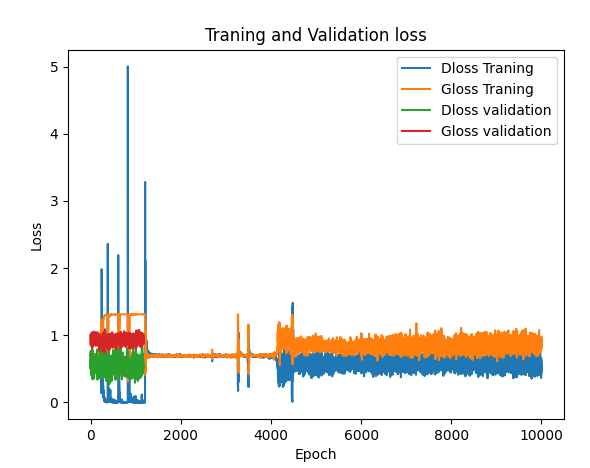 Traning and Validation loss
Dloss Traning
Gloss Traning
Dloss validation
Gloss validation
Loss
5
4
3
2
1
0
0 2000 4000 6000 8000 10000
Epoch